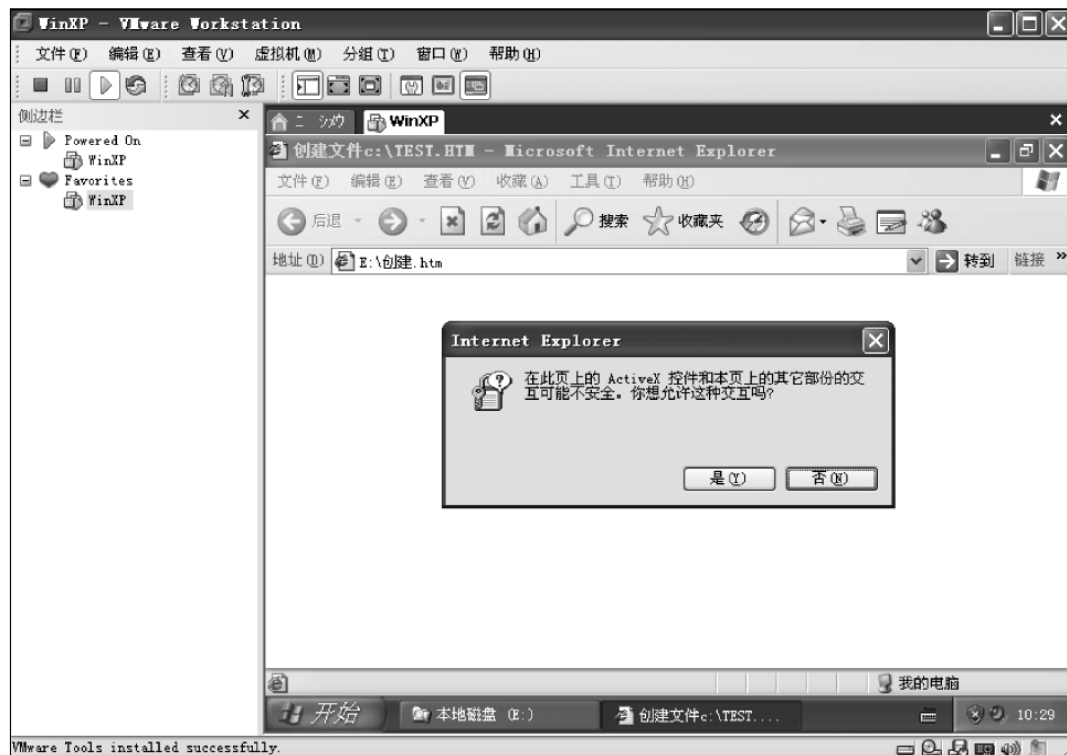 WinXP - VMware Workstation
文件(F) 编辑(E) 查看(V) 虚拟机(M) 分组(T) 窗口(W) 帮助(H)
侧边栏
Powered On
WinXP
Favorites
WinXP
WinXP
创建文件c:\TEST.HTM - Microsoft Internet Explorer
文件(F) 编辑(E) 查看(V) 收藏(A) 工具(T) 帮助(H)
后退 搜索 收藏夹
地址(D) E:\创建.htm 转到 链接 »
Internet Explorer
在此页上的 ActiveX 控件和本页上的其它部份的交
互可能不安全。你想允许这种交互吗?
是(Y) 否(N)
我的电脑
开始 本地磁盘 (E:) 创建文件c:\TEST.... 10:29
VMware Tools installed successfully.